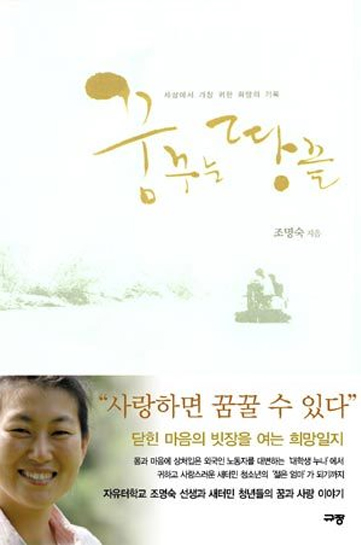 세상에서 가장 귀한 희망의 기록
꿈꾸는 땅끝
조명숙 지음
“사랑하면 꿈꿀 수 있다”
닫힌 마음의 빗장을 여는 희망일지
몸과 마음에 상처입은 외국인 노동자를 대변하는 ‘대학생 누나’에서
귀하고 사랑스러운 새터민 청소년의 ‘젊은 엄마’가 되기까지
자유터학교 조명숙 선생과 새터민 청년들의 꿈과 사랑 이야기
규장